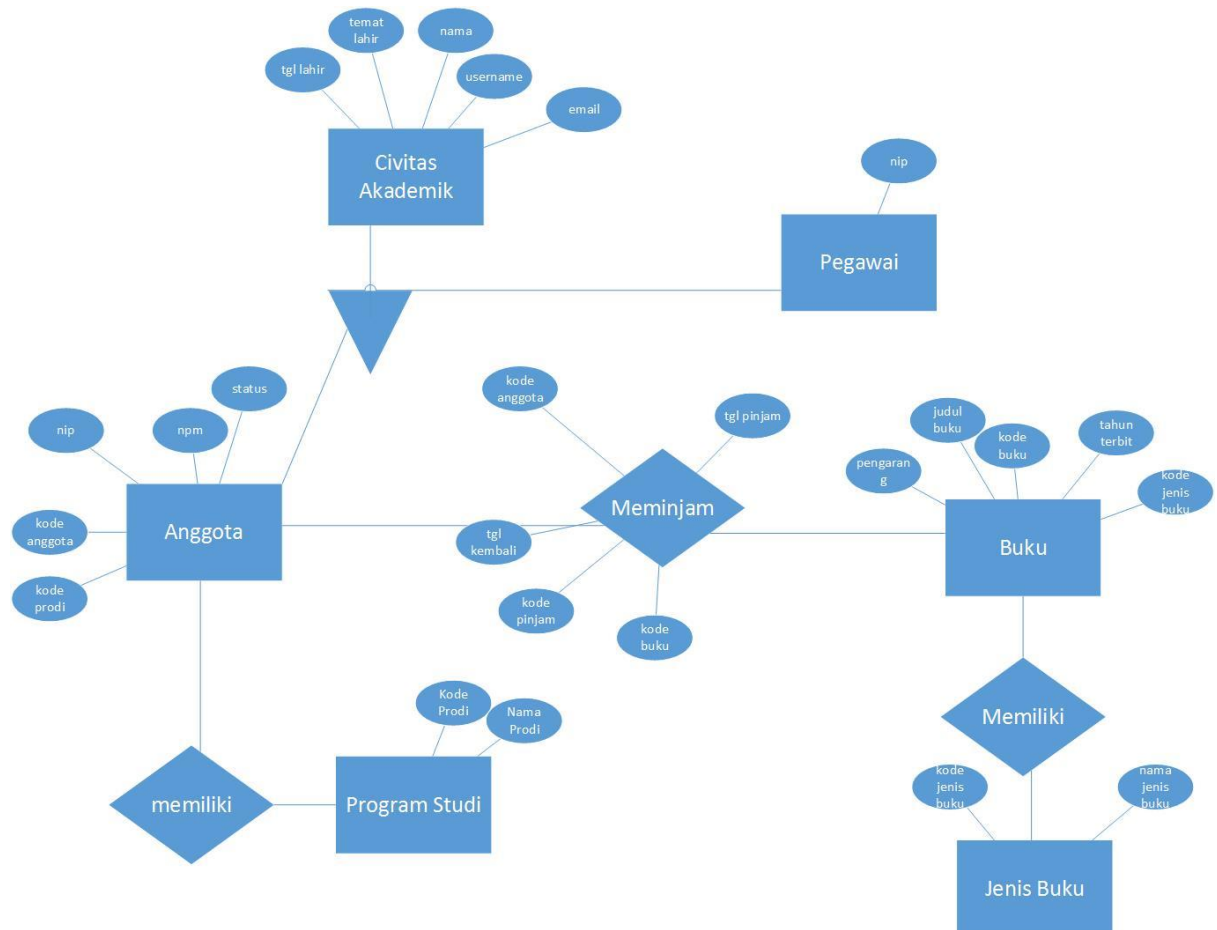 temat
lahir
nama
tgl lahir
username
email
Civitas
Akademik
nip
Pegawai
status
nip
npm
kode
anggota
Anggota
kode
prodi
kode
anggota
tgl pinjam
Meminjam
tgl
kembali
kode
pinjam
kode
buku
judul
buku
kode
buku
tahun
terbit
pengaran
g
kode
jenis
buku
Buku
Memiliki
kode
jenis
buku
nama
jenis
buku
Jenis Buku
Kode
Prodi
Nama
Prodi
memiliki
Program Studi